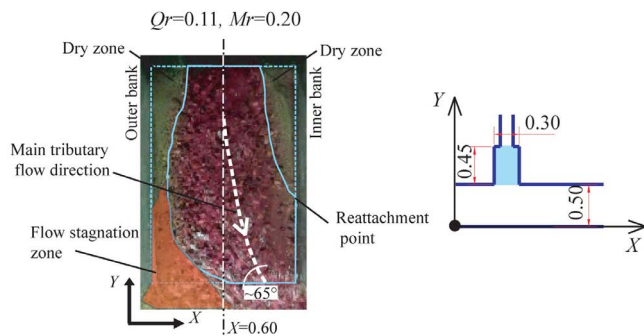 Qr=0.11, Mr=0.20
Dry zone
Dry zone
Outer bank
Inner bank
Main tributary
flow direction
Reattachment
point
Flow stagnation
zone
~65°
Y
X
X=0.60
Y
0.30
0.45
0.50
X